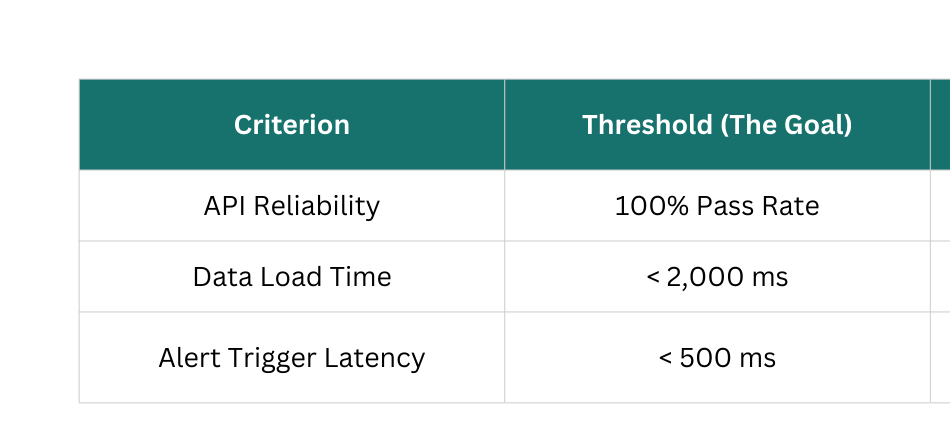 Criterion Threshold (The Goal)
API Reliability 100% Pass Rate
Data Load Time < 2,000 ms
Alert Trigger Latency < 500 ms